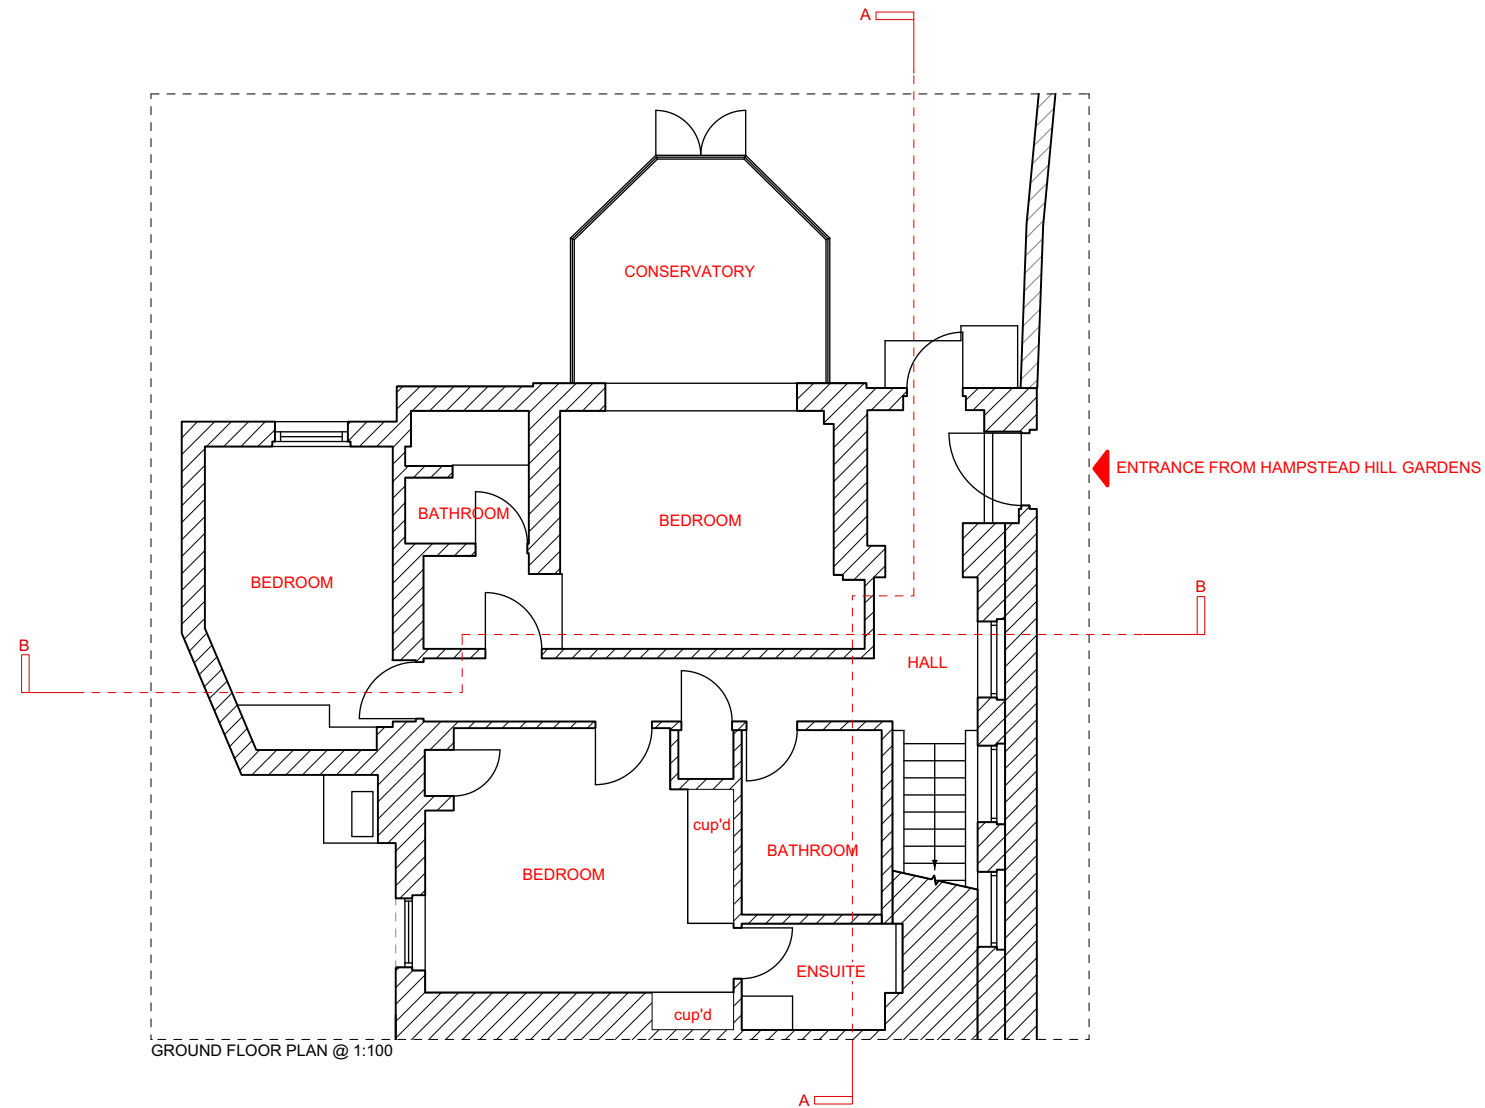 A
CONSERVATORY
ENTRANCE FROM HAMPSTEAD HILL GARDENS
BATHROOM
BEDROOM
BEDROOM
B
B
HALL
cup'd
BATHROOM
BEDROOM
ENSUITE
cup'd
GROUND FLOOR PLAN @ 1:100
A